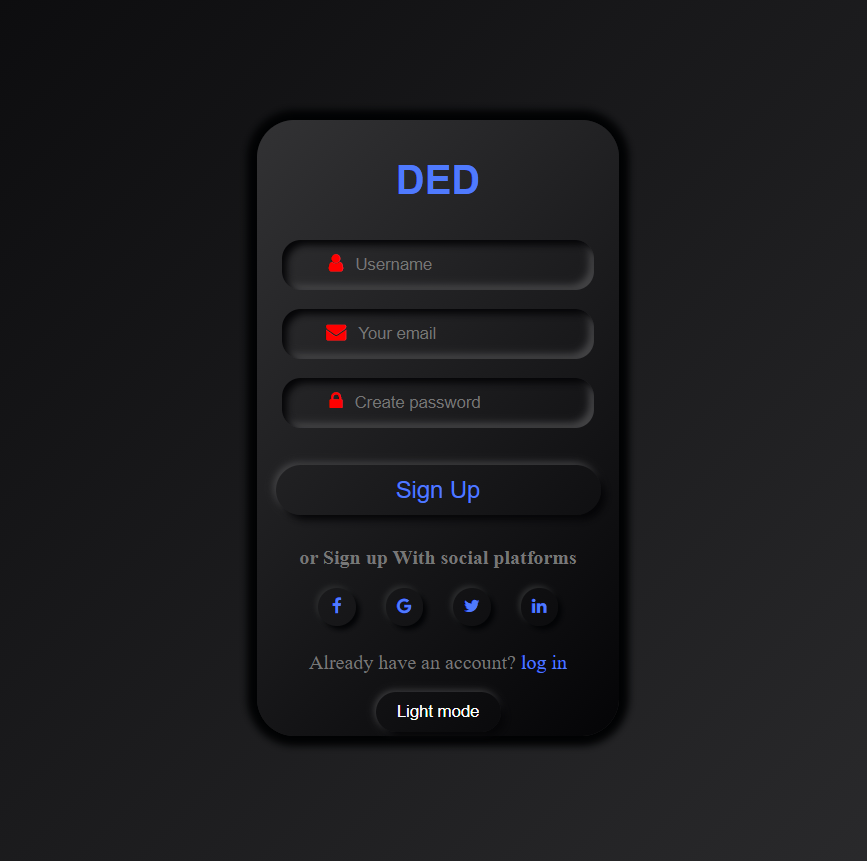 DED
Username
Your email
Create password
Sign Up
or Sign up With social platforms
Already have an account? log in
Light mode